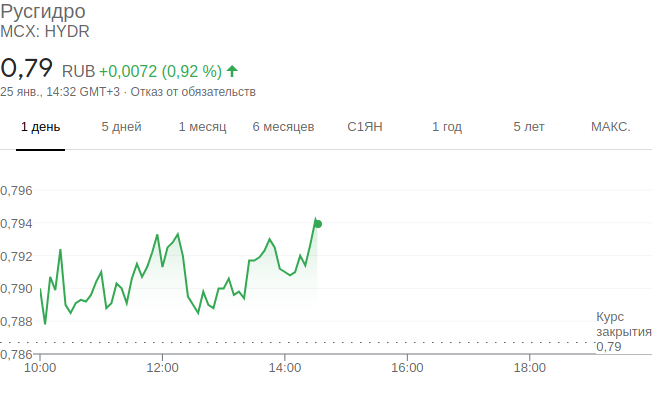 Русгидро
MCX: HYDR
0,79 RUB +0,0072 (0,92 %)
25 янв., 14:32 GMT+3 · Отказ от обязательств
1 день 5 дней 1 месяц 6 месяцев С1ЯН 1 год 5 лет МАКС.
0,796
0,794
0,792
0,790
0,788
0,786
Курс
закрытия
0,79
10:00 12:00 14:00 16:00 18:00